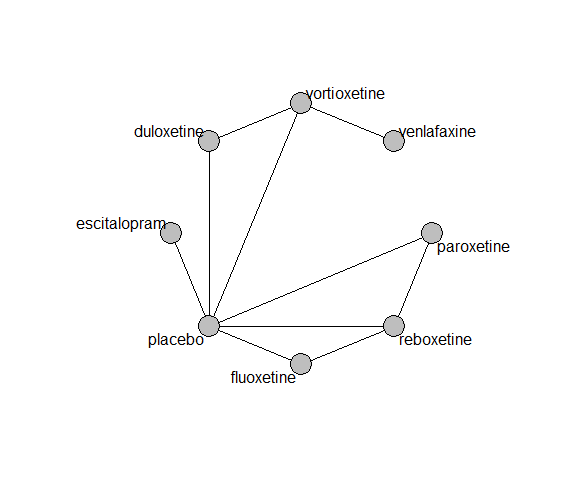 vortioxetine
duloxetine
venlafaxine
escitalopram
paroxetine
placebo
reboxetine
fluoxetine